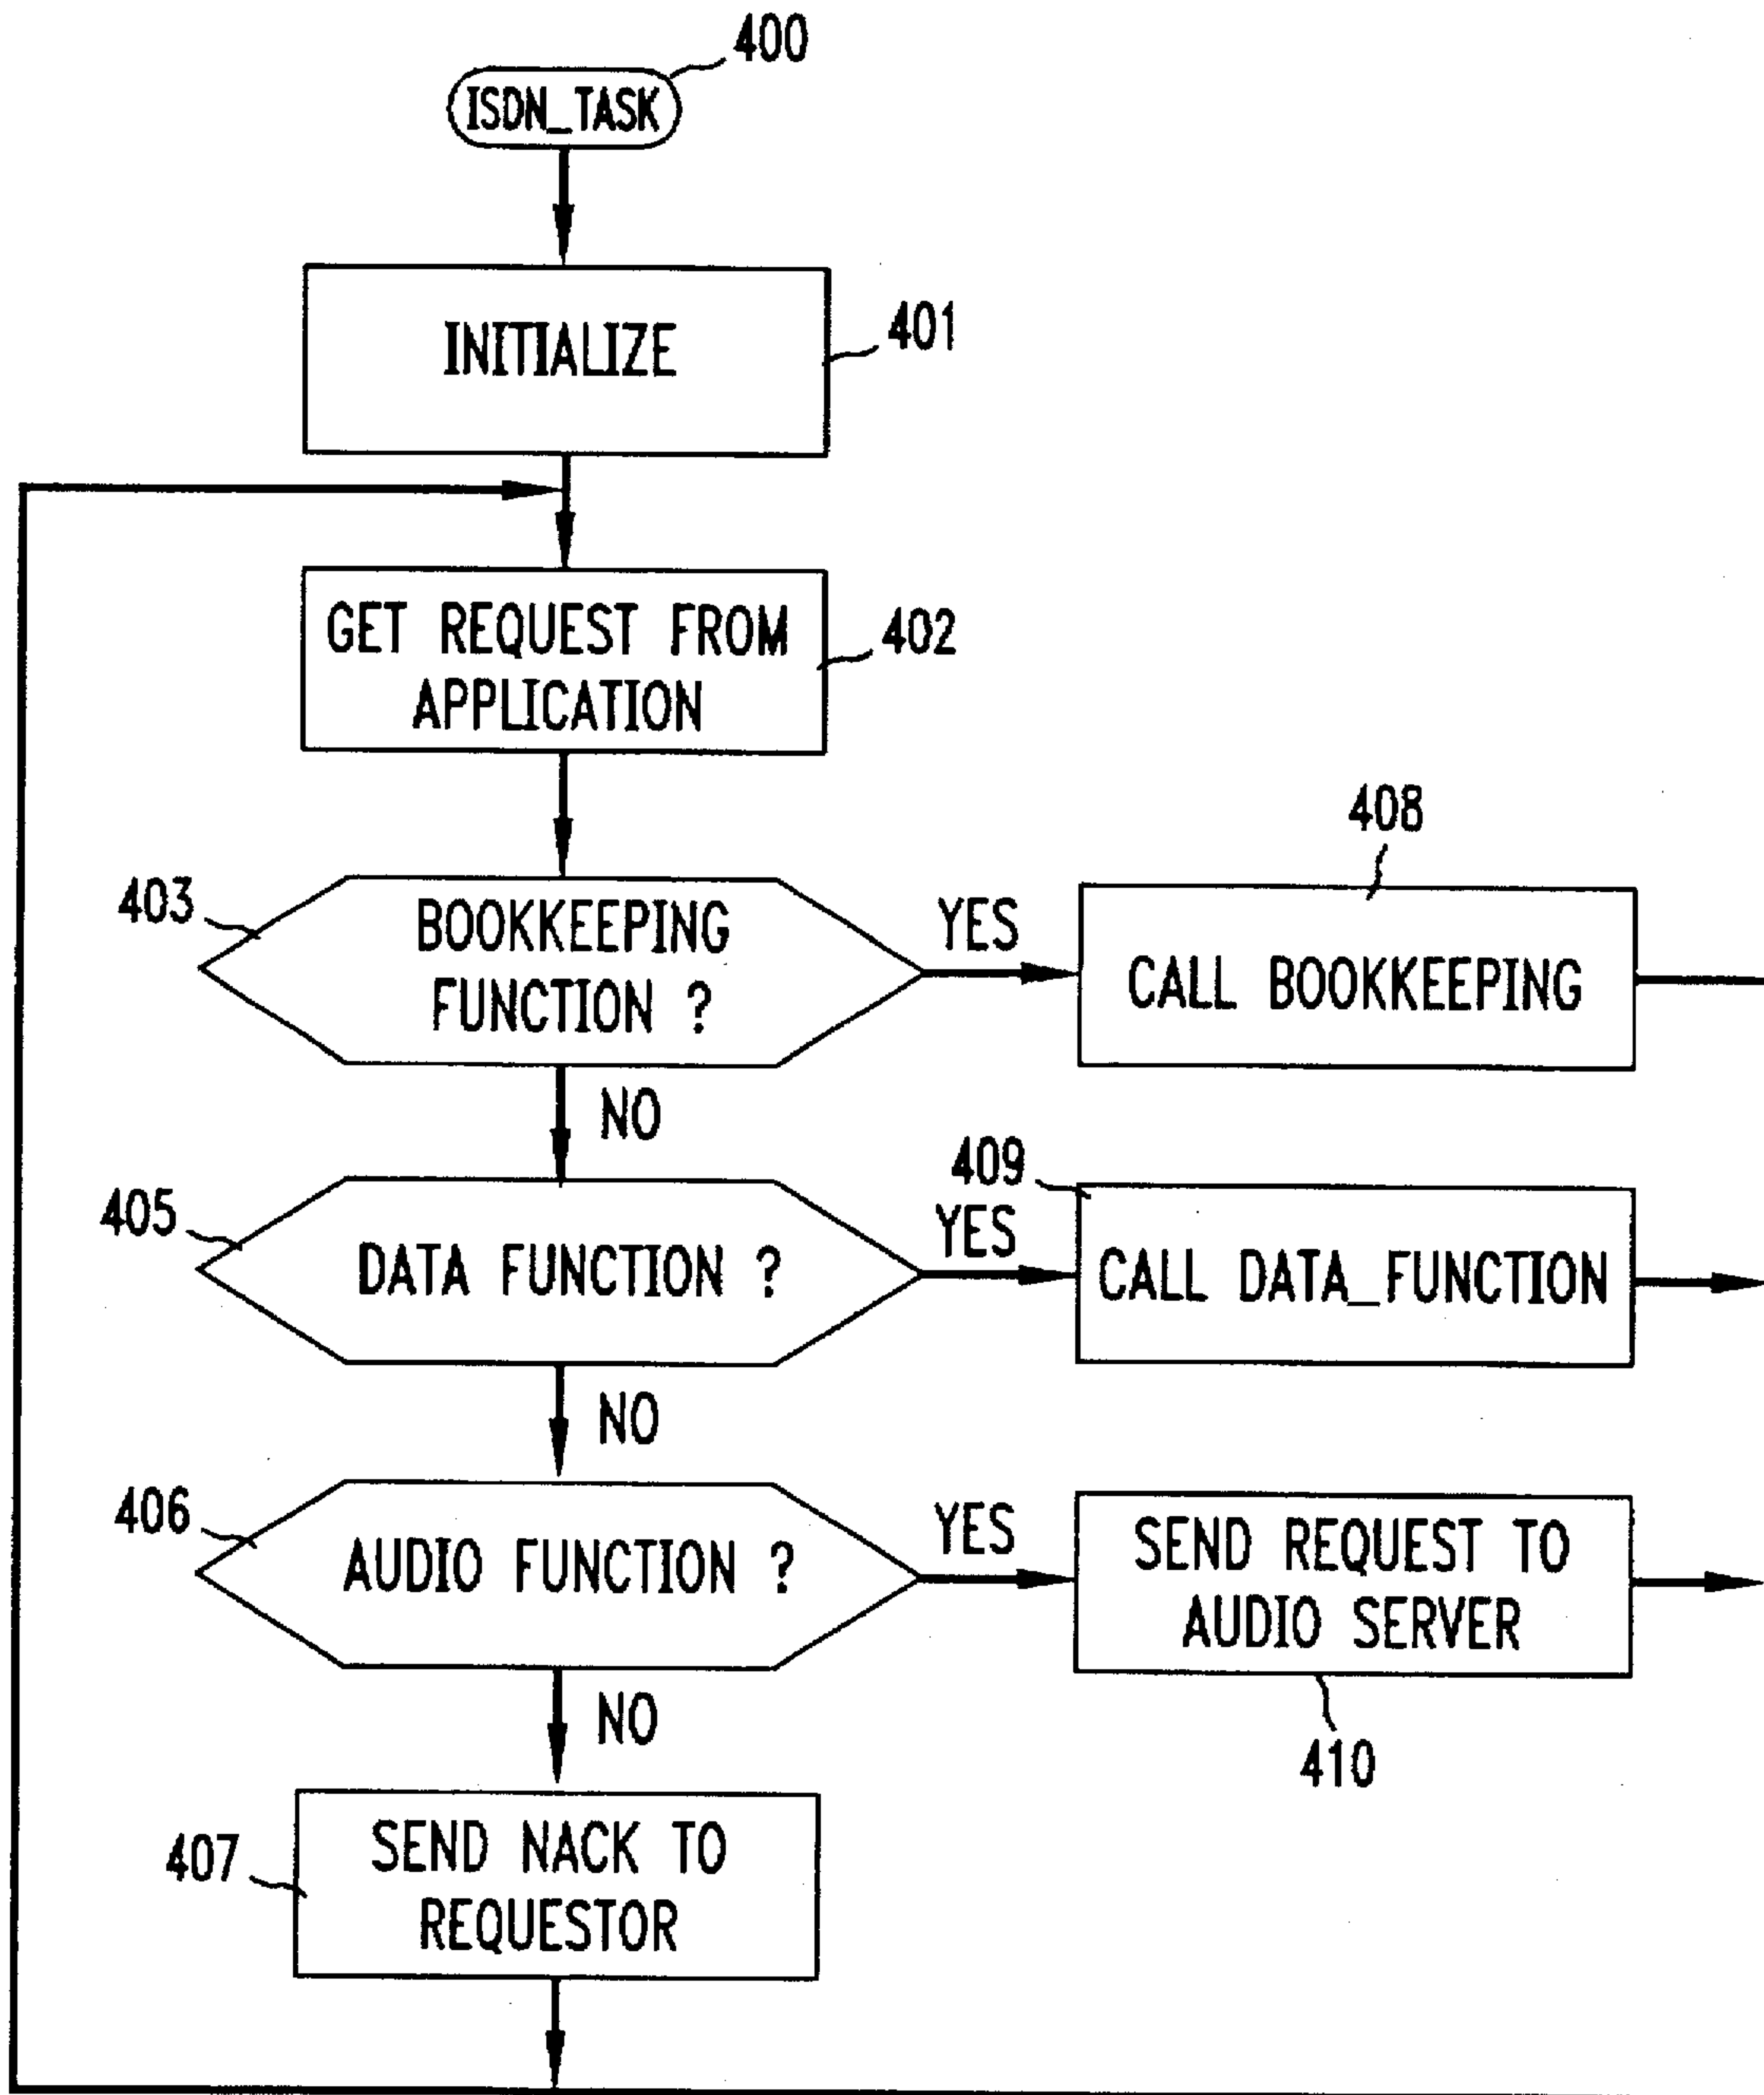 400
ISDN_TASK
INITIALIZE
401
GET REQUEST FROM
APPLICATION
402
403
BOOKKEEPING
FUNCTION ?
YES
408
CALL BOOKKEEPING
NO
405
DATA FUNCTION ?
YES
409
CALL DATA_FUNCTION
NO
406
AUDIO FUNCTION ?
YES
SEND REQUEST TO
AUDIO SERVER
410
NO
407
SEND NACK TO
REQUESTOR